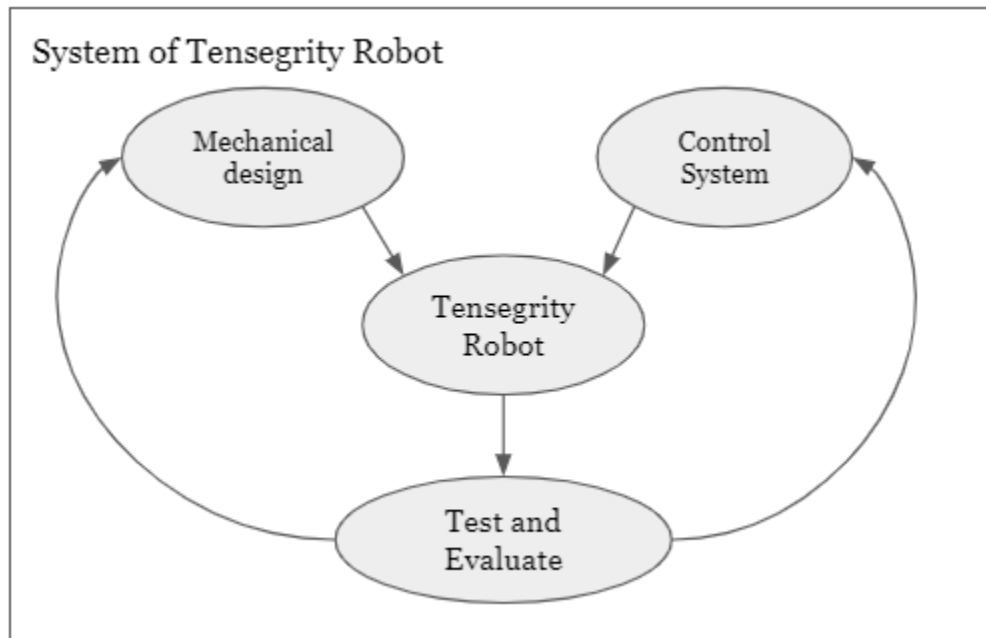 System of Tensegrity Robot
Mechanical
design
Control
System
Tensegrity
Robot
Test and
Evaluate